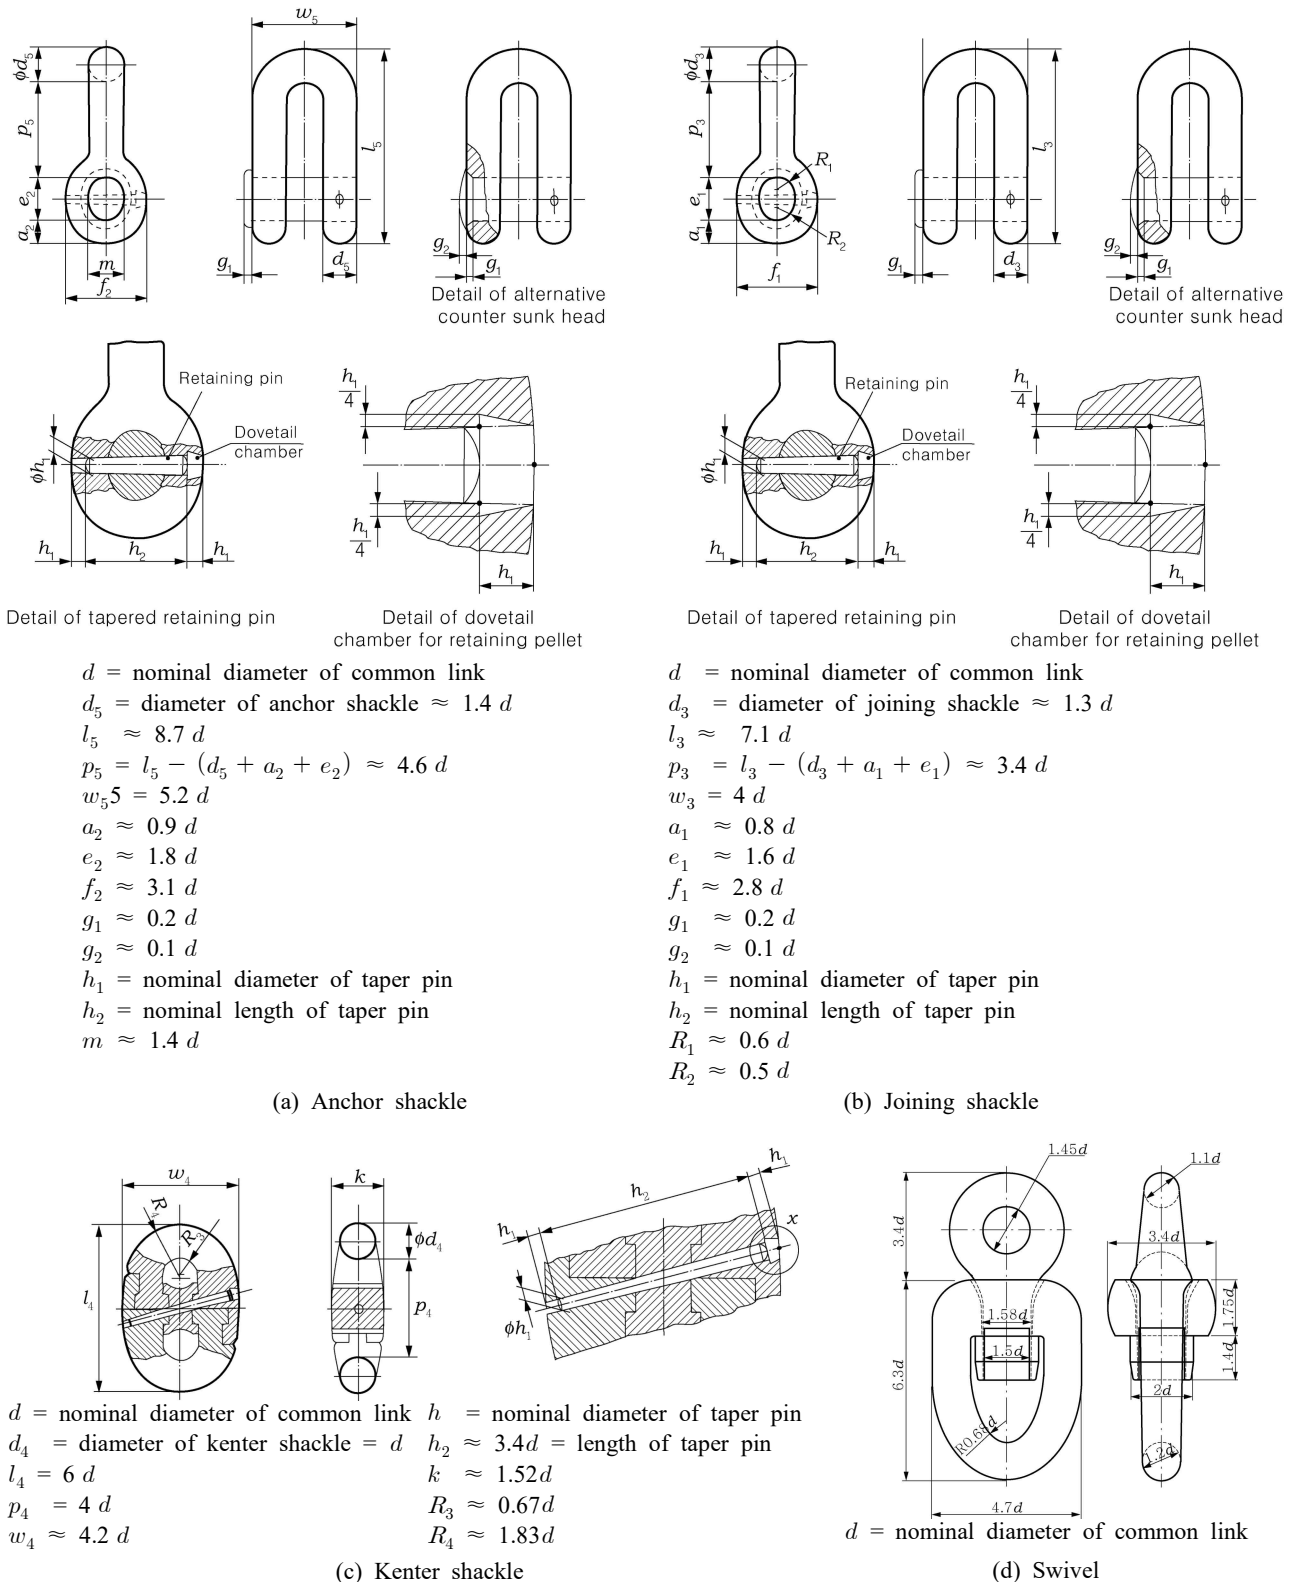 w₅
ϕd₅
p₅
e₂
a₂
m
f₂
l₅
g₁
d₅
g₂
g₁
Detail of alternative
counter sunk head
ϕd₃
p₃
e₁
a₁
R₁
R₂
f₁
l₃
g₁
d₃
g₂
g₁
Detail of alternative
counter sunk head
Retaining pin
Dovetail
chamber
ϕh₁
h₁ h₂ h₁
h₁/4
h₁/4
h₁
Detail of tapered retaining pin
Detail of dovetail
chamber for retaining pellet
Retaining pin
Dovetail
chamber
ϕh₁
h₁ h₂ h₁
h₁/4
h₁/4
h₁
Detail of tapered retaining pin
Detail of dovetail
chamber for retaining pellet
d = nominal diameter of common link
d₅ = diameter of anchor shackle ≈ 1.4 d
l₅ ≈ 8.7 d
p₅ = l₅ − (d₅ + a₂ + e₂) ≈ 4.6 d
w₅5 = 5.2 d
a₂ ≈ 0.9 d
e₂ ≈ 1.8 d
f₂ ≈ 3.1 d
g₁ ≈ 0.2 d
g₂ ≈ 0.1 d
h₁ = nominal diameter of taper pin
h₂ = nominal length of taper pin
m ≈ 1.4 d
(a) Anchor shackle
d = nominal diameter of common link
d₃ = diameter of joining shackle ≈ 1.3 d
l₃ ≈ 7.1 d
p₃ = l₃ − (d₃ + a₁ + e₁) ≈ 3.4 d
w₃ = 4 d
a₁ ≈ 0.8 d
e₁ ≈ 1.6 d
f₁ ≈ 2.8 d
g₁ ≈ 0.2 d
g₂ ≈ 0.1 d
h₁ = nominal diameter of taper pin
h₂ = nominal length of taper pin
R₁ ≈ 0.6 d
R₂ ≈ 0.5 d
(b) Joining shackle
w₄
R₄
R₃
l₄
k
ϕd₄
p₄
h₁
h₂
h₁
x
ϕh₁
d = nominal diameter of common link
d₄ = diameter of kenter shackle = d
l₄ = 6 d
p₄ = 4 d
w₄ ≈ 4.2 d
h = nominal diameter of taper pin
h₂ ≈ 3.4d = length of taper pin
k ≈ 1.52d
R₃ ≈ 0.67d
R₄ ≈ 1.83d
(c) Kenter shackle
1.45d
3.4d
1.58d
1.5d
6.3d
R0.68d
4.7d
1.1d
3.4d
1.75d
1.4d
2d
1.2d
d = nominal diameter of common link
(d) Swivel